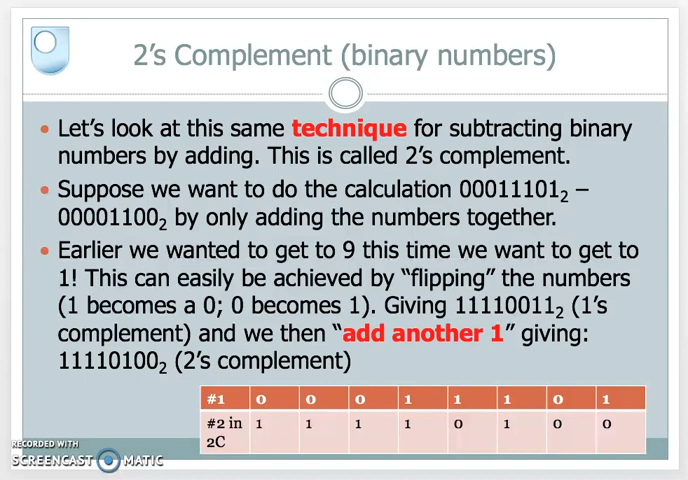 2’s Complement (binary numbers)
• Let’s look at this same technique for subtracting binary
numbers by adding. This is called 2’s complement.
• Suppose we want to do the calculation 00011101₂ –
00001100₂ by only adding the numbers together.
• Earlier we wanted to get to 9 this time we want to get to
1! This can easily be achieved by “flipping” the numbers
(1 becomes a 0; 0 becomes 1). Giving 11110011₂ (1’s
complement) and we then “add another 1” giving:
11110100₂ (2’s complement)
#1 0 0 0 1 1 1 0 1
#2 in 1 1 1 1 0 1 0 0
2C
RECORDED WITH
SCREENCAST MATIC